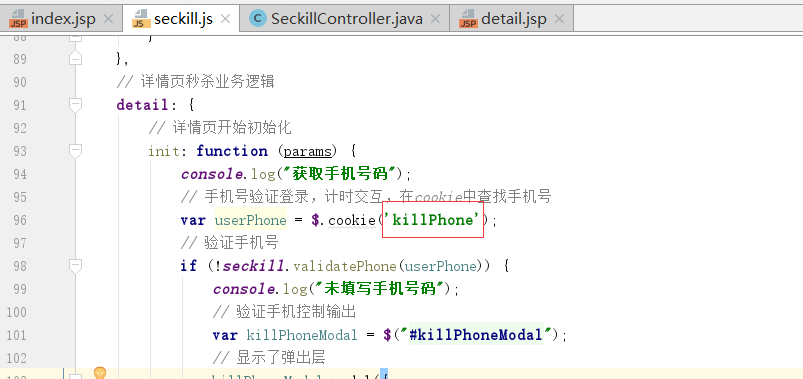 index.jsp seckill.js SeckillController.java detail.jsp
88 }
89 },
90 // 详情页秒杀业务逻辑
91 detail: {
92 // 详情页开始初始化
93 init: function (params) {
94 console.log("获取手机号码");
95 // 手机号验证登录，计时交互，在cookie中查找手机号
96 var userPhone = $.cookie('killPhone');
97 // 验证手机号
98 if (!seckill.validatePhone(userPhone)) {
99 console.log("未填写手机号码");
100 // 验证手机控制输出
101 var killPhoneModal = $("#killPhoneModal");
102 // 显示了弹出层